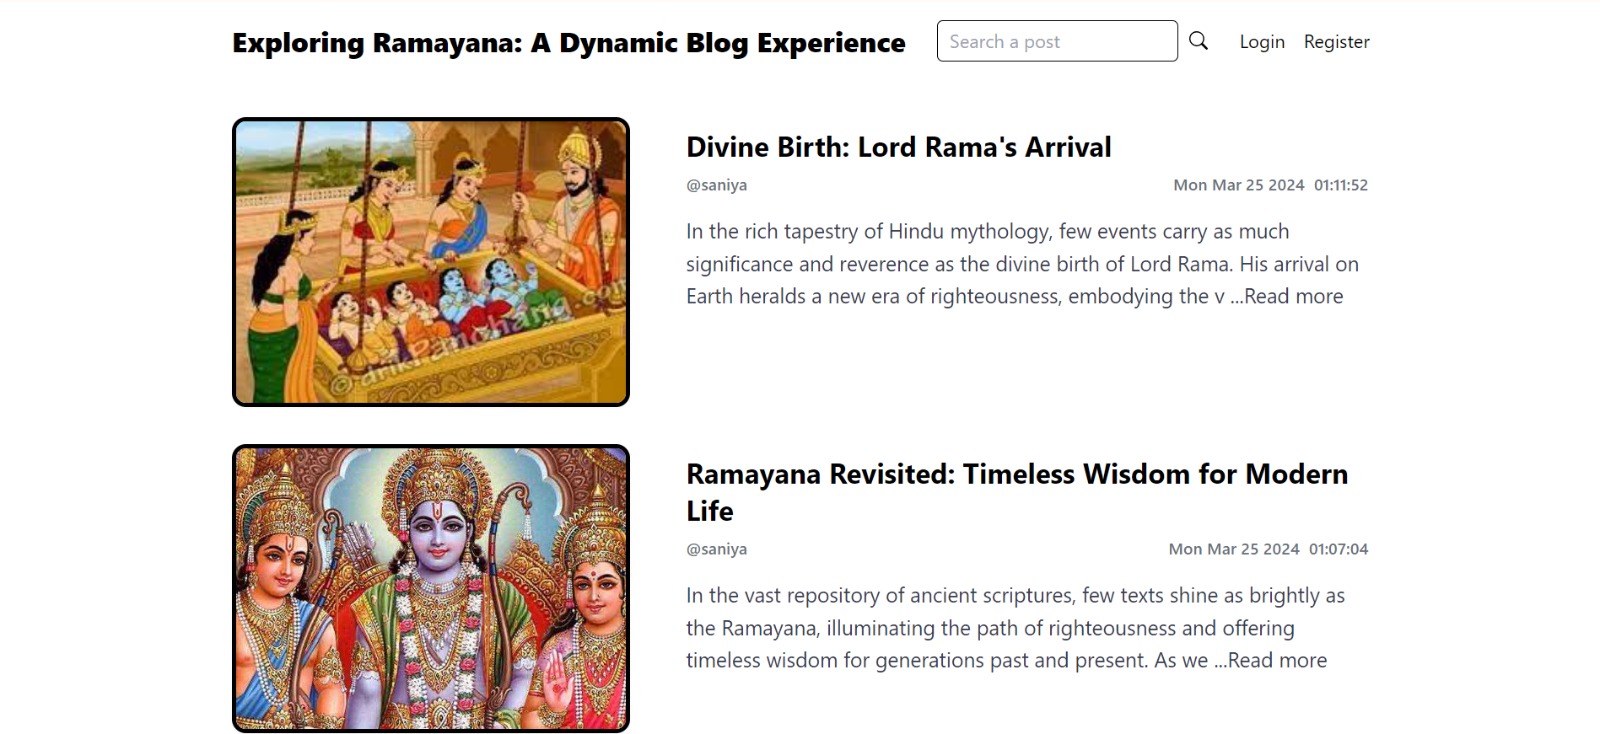 Exploring Ramayana: A Dynamic Blog Experience
Search a post
Login Register
Divine Birth: Lord Rama's Arrival
@saniya Mon Mar 25 2024 01:11:52
In the rich tapestry of Hindu mythology, few events carry as much
significance and reverence as the divine birth of Lord Rama. His arrival on
Earth heralds a new era of righteousness, embodying the v ...Read more
© drikPanchang.com
Ramayana Revisited: Timeless Wisdom for Modern
Life
@saniya Mon Mar 25 2024 01:07:04
In the vast repository of ancient scriptures, few texts shine as brightly as
the Ramayana, illuminating the path of righteousness and offering
timeless wisdom for generations past and present. As we ...Read more